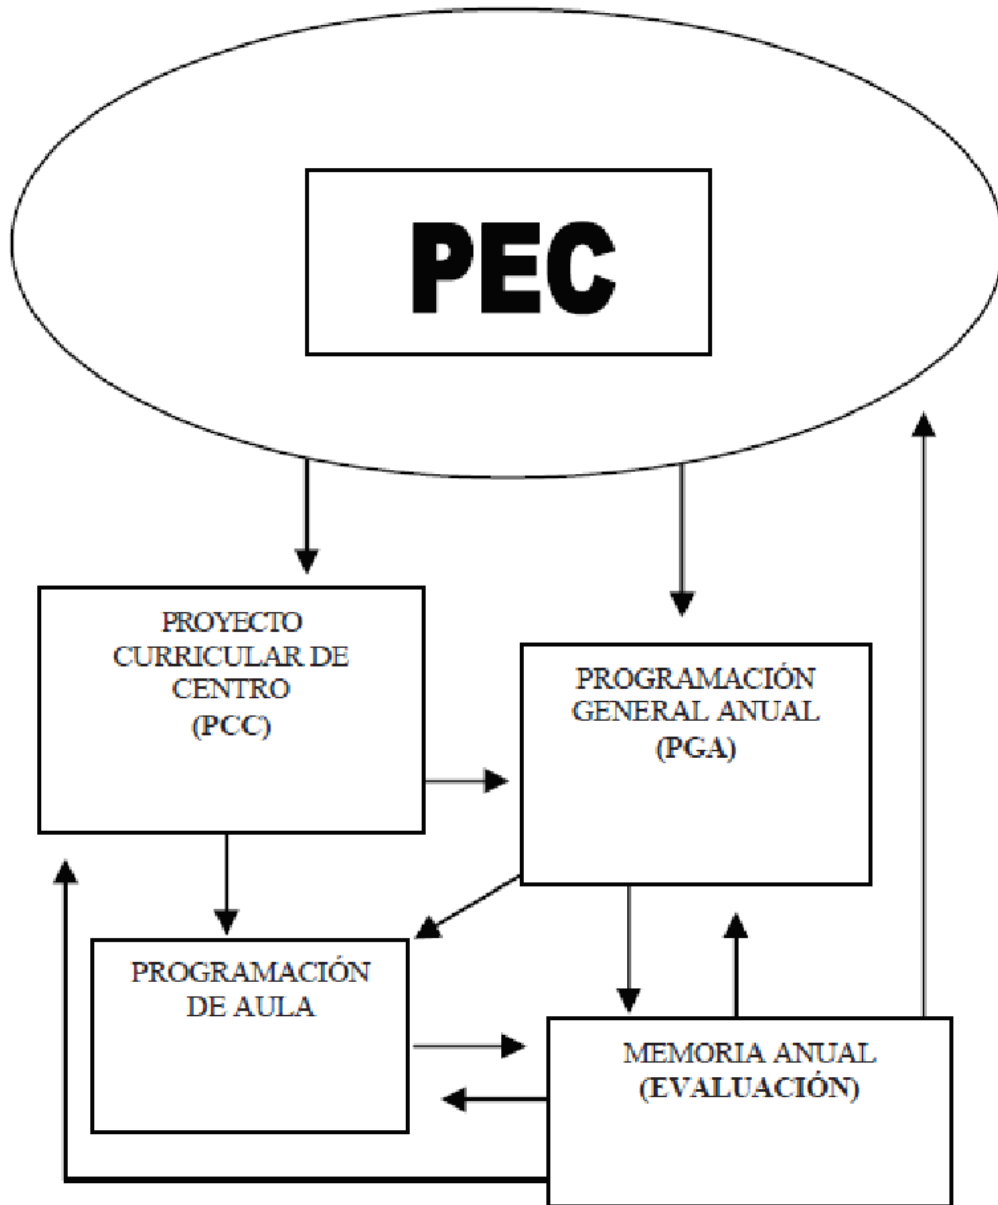 PEC
PROYECTO
CURRICULAR DE
CENTRO
(PCC)
PROGRAMACIÓN
GENERAL ANUAL
(PGA)
PROGRAMACIÓN
DE AULA
MEMORIA ANUAL
(EVALUACIÓN)